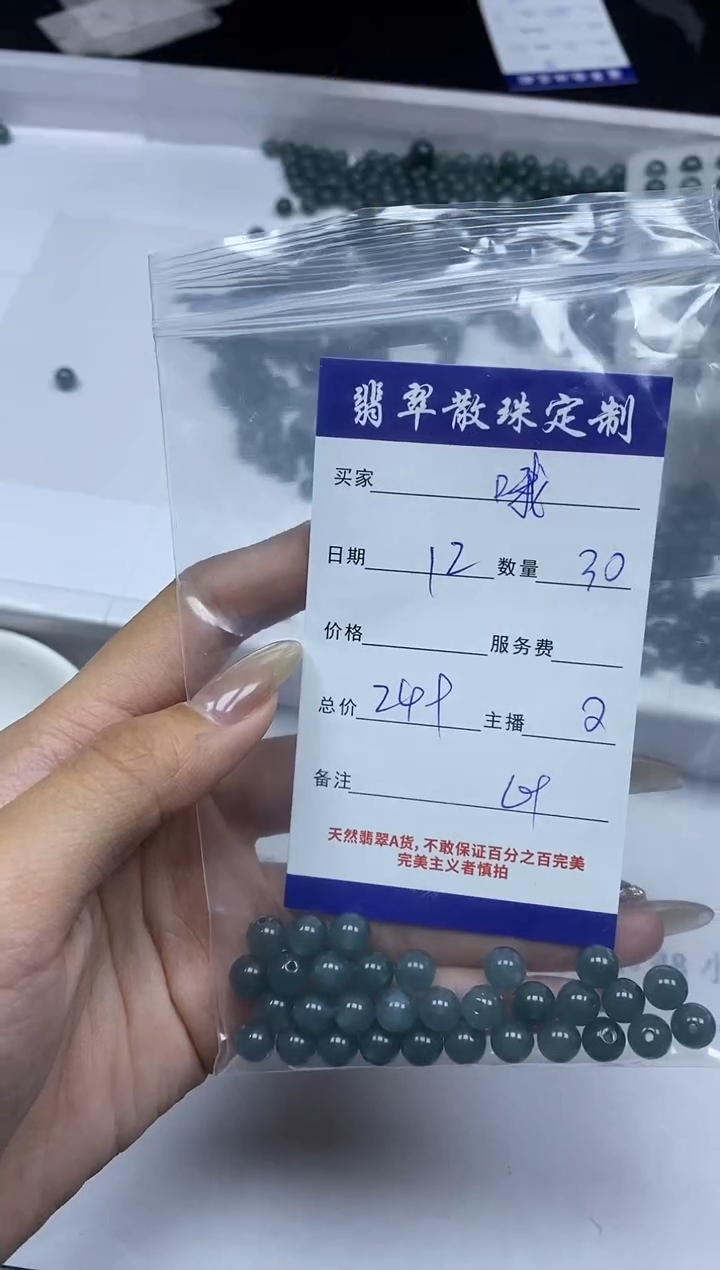 翡翠散珠定制
买家 哦
日期 12 数量 30
价格 服务费
总价 249 主播 2
备注
天然翡翠A货,不敢保证百分之百完美
完美主义者慎拍